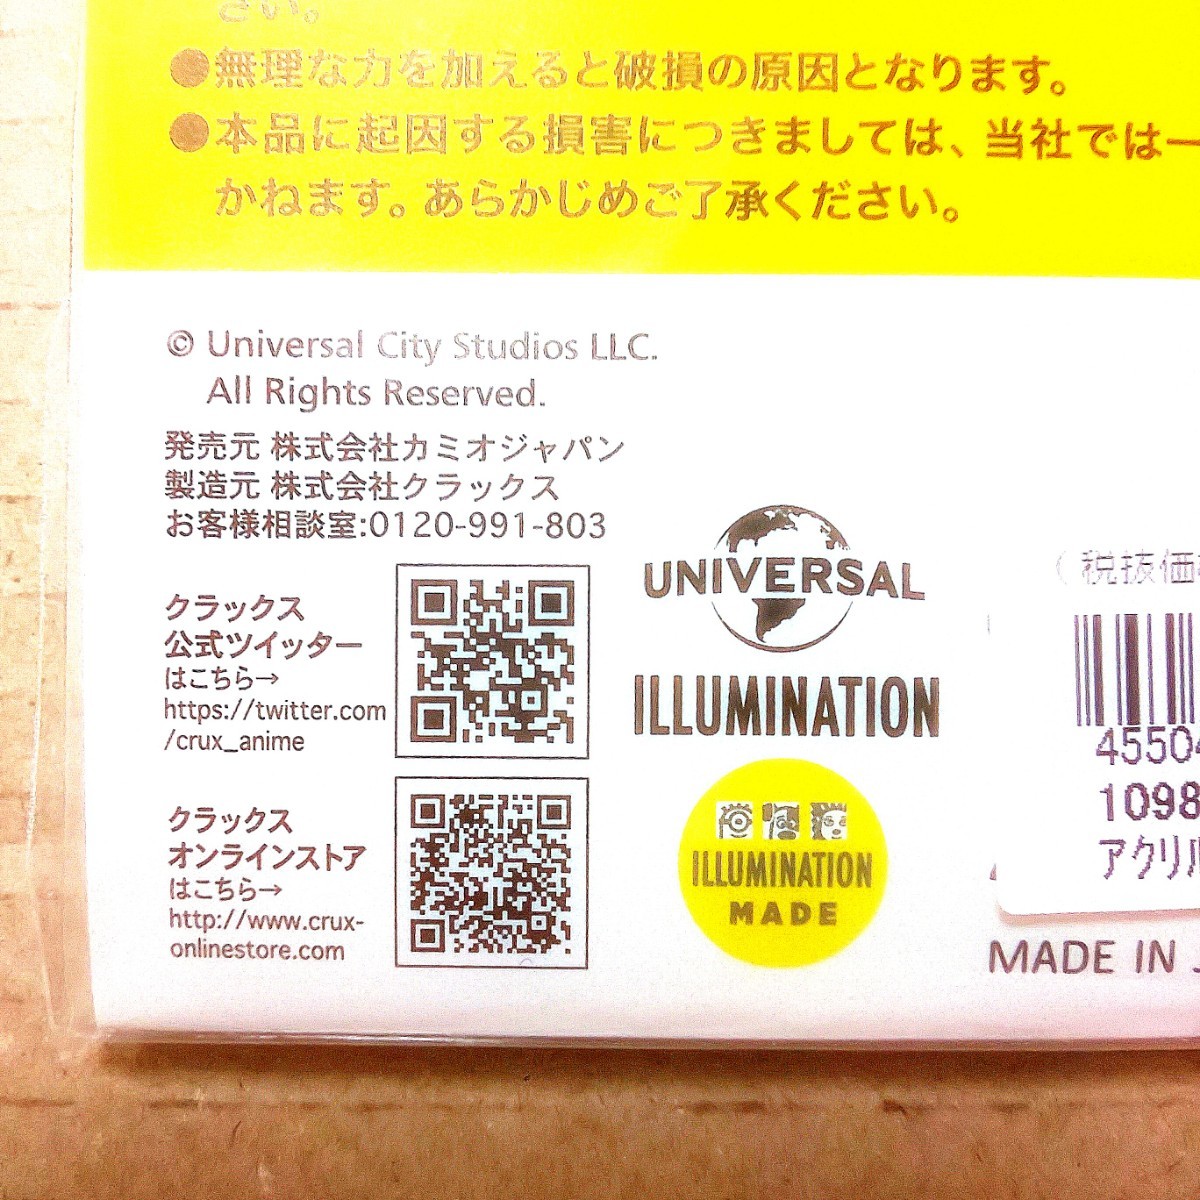 さい。
●無理な力を加えると破損の原因となります。
●本品に起因する損害につきましては、当社では一
かねます。あらかじめご了承ください。
© Universal City Studios LLC.
All Rights Reserved.
発売元 株式会社カミオジャパン
製造元 株式会社クラックス
お客様相談室:0120-991-803
クラックス
公式ツイッター
はこちら→
https://twitter.com
/crux_anime
クラックス
オンラインストア
はこちら→
http://www.crux-
onlinestore.com
UNIVERSAL
ILLUMINATION
ILLUMINATION
MADE
(税抜価
4550
1098
アクリル
MADE IN